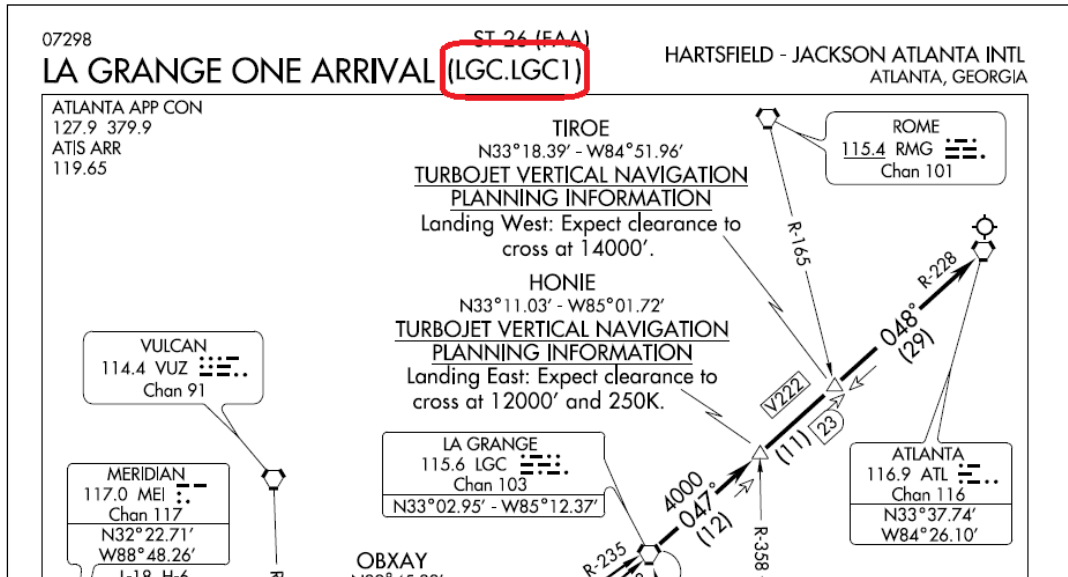 07298
ST-26 (FAA)
LA GRANGE ONE ARRIVAL (LGC.LGC1)
HARTSFIELD - JACKSON ATLANTA INTL
ATLANTA, GEORGIA
ATLANTA APP CON
127.9 379.9
ATIS ARR
119.65
TIROE
N33°18.39′ - W84°51.96′
TURBOJET VERTICAL NAVIGATION
PLANNING INFORMATION
Landing West: Expect clearance to
cross at 14000′.
HONIE
N33°11.03′ - W85°01.72′
TURBOJET VERTICAL NAVIGATION
PLANNING INFORMATION
Landing East: Expect clearance to
cross at 12000′ and 250K.
ROME
115.4 RMG
Chan 101
R-165
R-228
048°
(29)
V222
(11) 23
VULCAN
114.4 VUZ
Chan 91
LA GRANGE
115.6 LGC
Chan 103
N33°02.95′ - W85°12.37′
4000
047°
(12)
R-358
ATLANTA
116.9 ATL
Chan 116
N33°37.74′
W84°26.10′
MERIDIAN
117.0 MEI
Chan 117
N32°22.71′
W88°48.26′
L-18, H-6
OBXAY
R-235